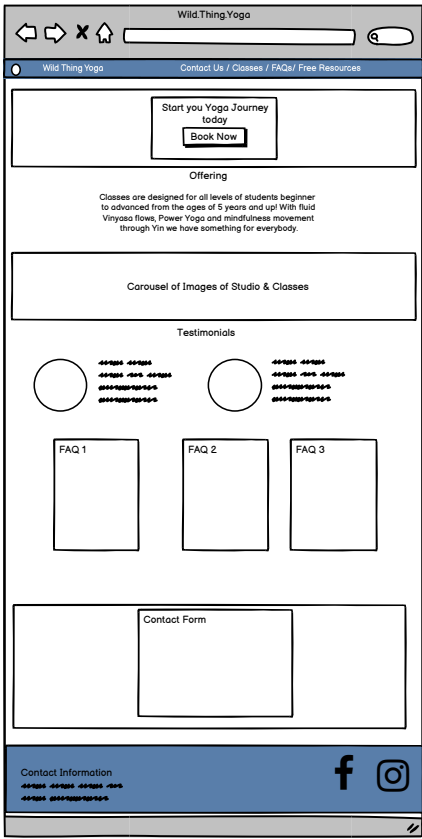 Wild.Thing.Yoga
Wild Thing Yoga
Contact Us / Classes / FAQs/ Free Resources
Start you Yoga Journey
today
Book Now
Offering
Classes are designed for all levels of students beginner
to advanced from the ages of 5 years and up! With fluid
Vinyasa flows, Power Yoga and mindfulness movement
through Yin we have something for everybody.
Carousel of Images of Studio & Classes
Testimonials
FAQ 1
FAQ 2
FAQ 3
Contact Form
Contact Information